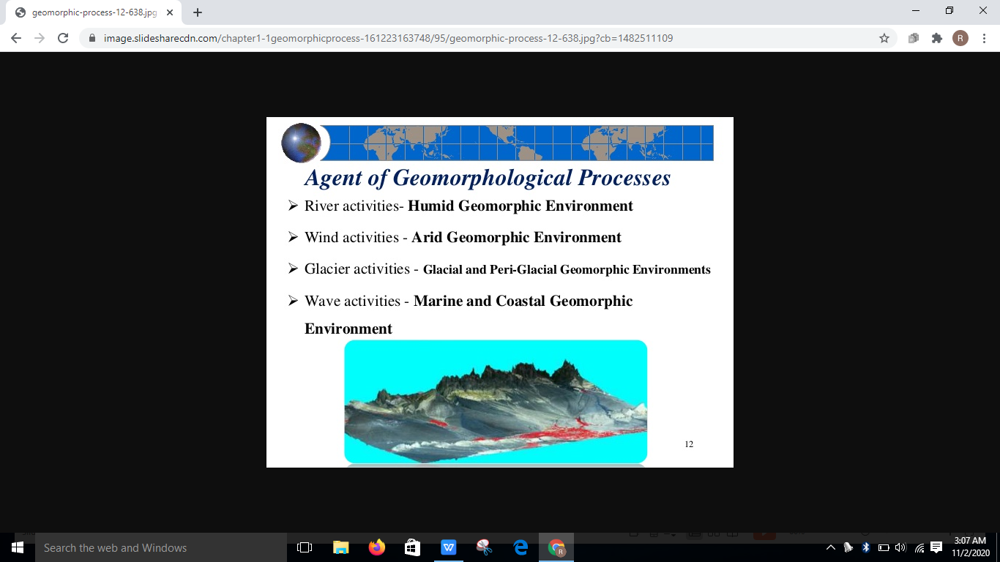 geomorphic-process-12-638.jpg
image.slidesharecdn.com/chapter1-1geomorphicprocess-161223163748/95/geomorphic-process-12-638.jpg?cb=1482511109
R
Agent of Geomorphological Processes
➢ River activities- Humid Geomorphic Environment
➢ Wind activities - Arid Geomorphic Environment
➢ Glacier activities - Glacial and Peri-Glacial Geomorphic Environments
➢ Wave activities - Marine and Coastal Geomorphic
Environment
12
Search the web and Windows
W
R
3:07 AM
11/2/2020